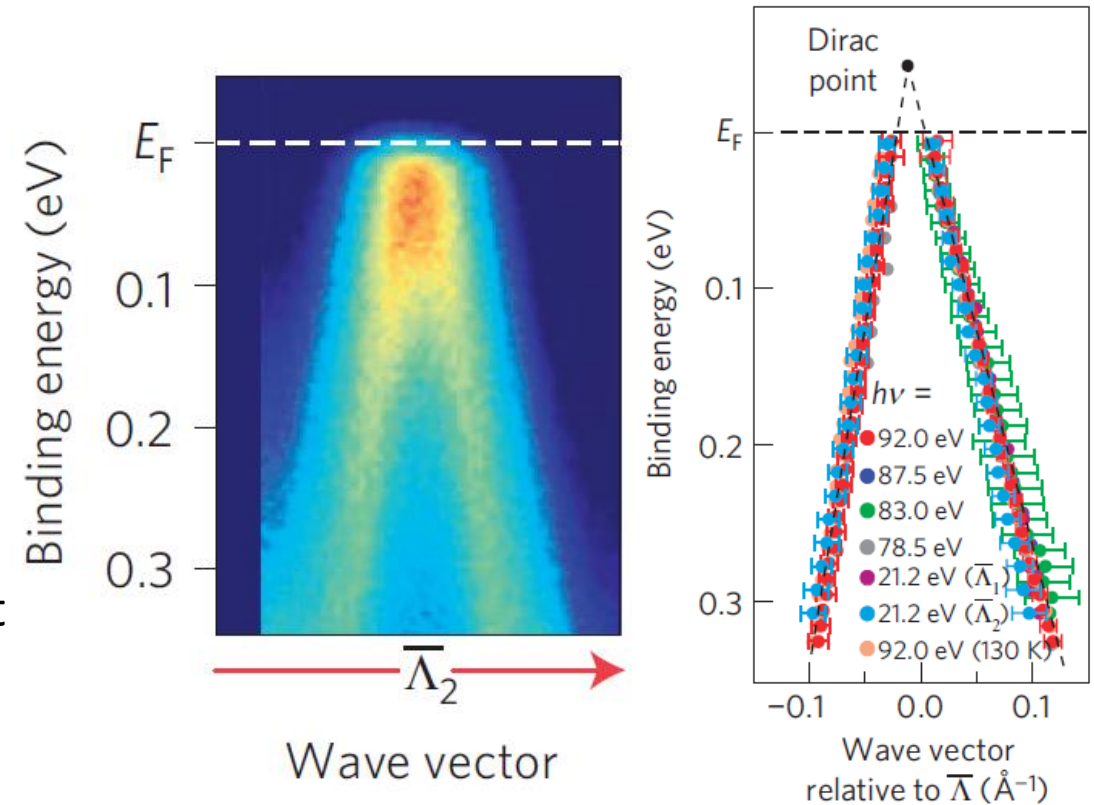 Binding energy (eV)
E_F
0.1
0.2
0.3
t
Λ̅₂
Wave vector
Dirac
point
E_F
Binding energy (eV)
0.1
0.2
0.3
hν =
92.0 eV
87.5 eV
83.0 eV
78.5 eV
21.2 eV (Λ̅₁)
21.2 eV (Λ̅₂)
92.0 eV (130 K)
−0.1 0.0 0.1
Wave vector
relative to Λ̅ (Å⁻¹)